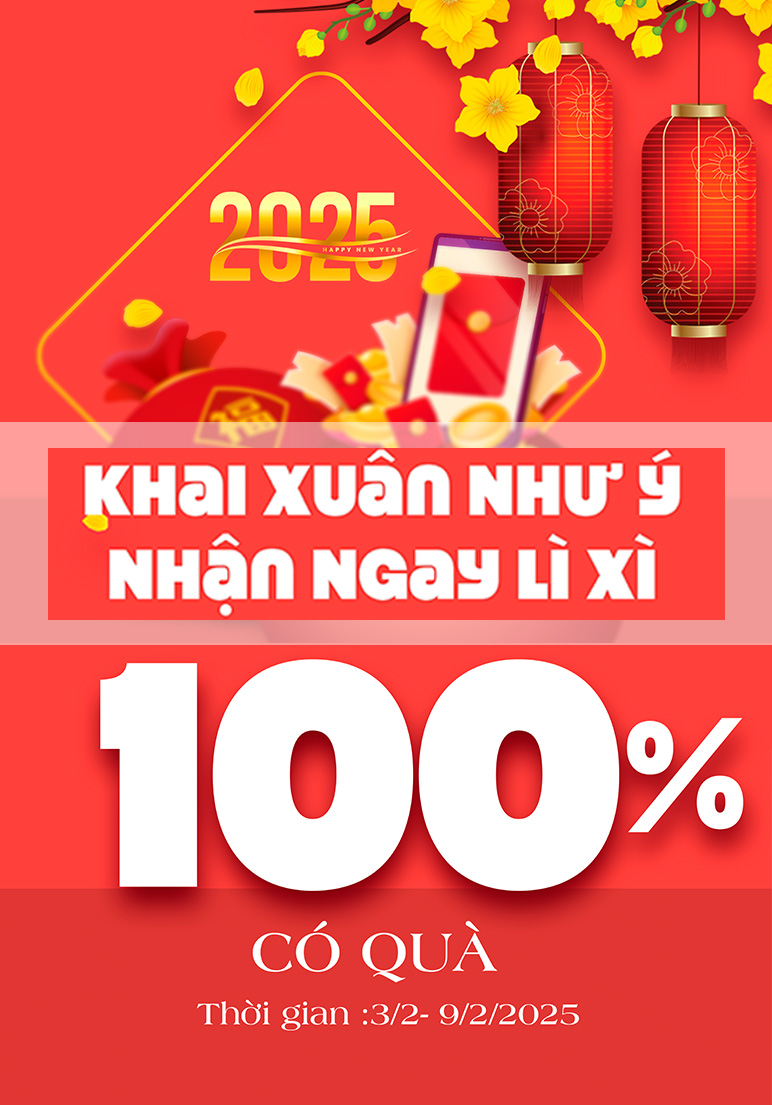 2025
HAPPY NEW YEAR
福
KHAI XUÂN NHƯ Ý
NHẬN NGAY LÌ XÌ
100%
CÓ QUÀ
Thời gian :3/2- 9/2/2025